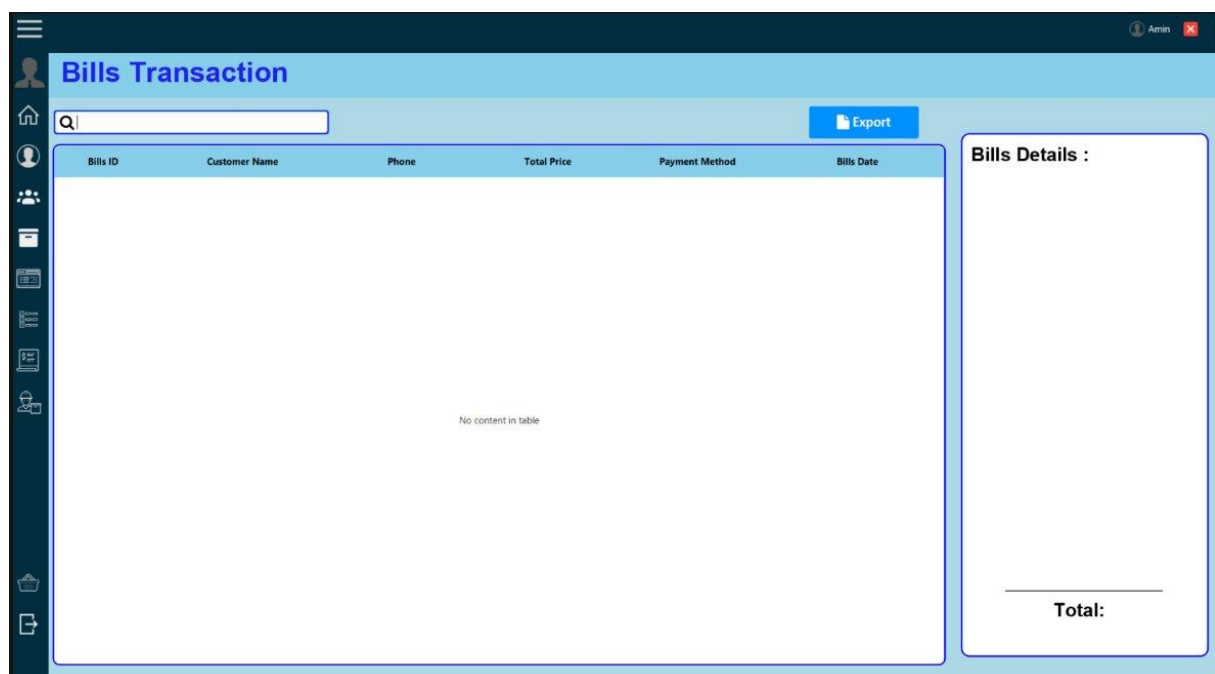 Amin
Bills Transaction
Export
Bills ID Customer Name Phone Total Price Payment Method Bills Date
No content in table
Bills Details :
Total: